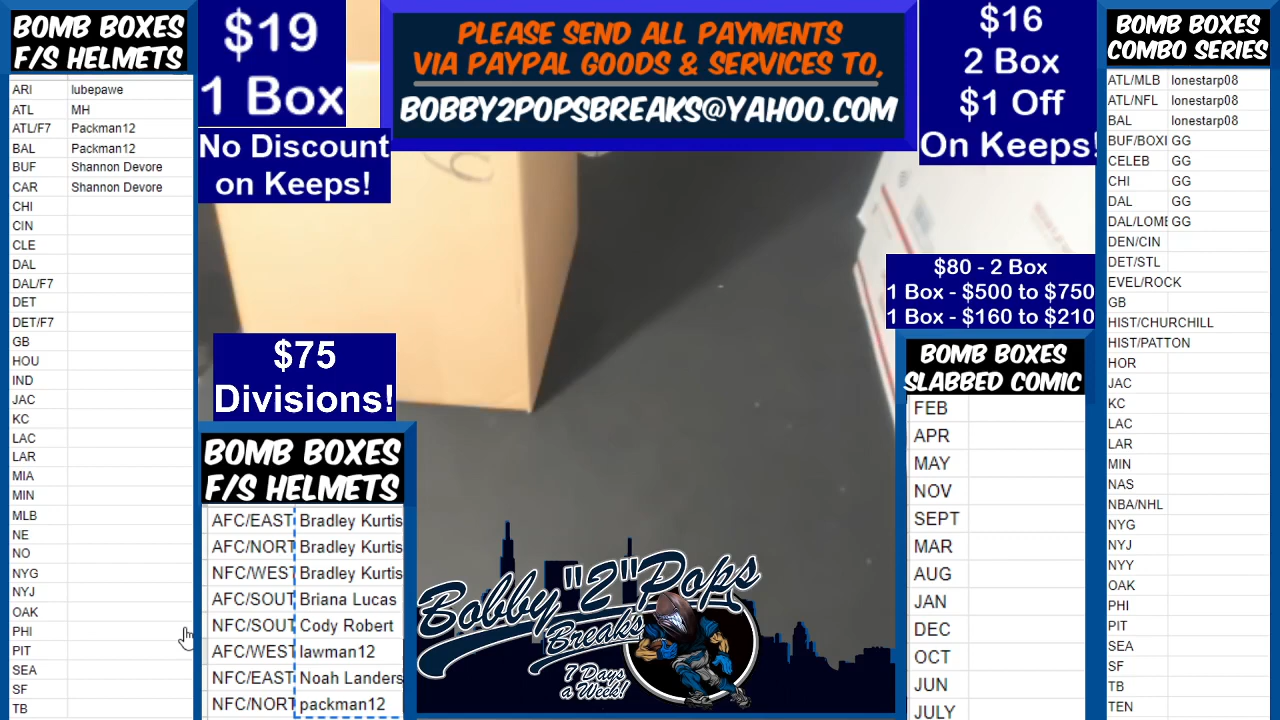 BOMB BOXES
F/S HELMETS
ARI lubepawe
ATL MH
ATL/F7 Packman12
BAL Packman12
BUF Shannon Devore
CAR Shannon Devore
CHI
CIN
CLE
DAL
DAL/F7
DET
DET/F7
GB
HOU
IND
JAC
KC
LAC
LAR
MIA
MIN
MLB
NE
NO
NYG
NYJ
OAK
PHI
PIT
SEA
SF
TB
$19
1 Box
No Discount
on Keeps!
$75
Divisions!
BOMB BOXES
F/S HELMETS
AFC/EAST Bradley Kurtis
AFC/NORT Bradley Kurtis
NFC/WEST Bradley Kurtis
AFC/SOUT Briana Lucas
NFC/SOUT Cody Robert
AFC/WEST lawman12
NFC/EAST Noah Landers
NFC/NORT packman12
PLEASE SEND ALL PAYMENTS
VIA PAYPAL GOODS & SERVICES TO,
BOBBY2POPSBREAKS@YAHOO.COM
Bobby "2" Pops
Breaks
7 Days
a Week!
$16
2 Box
$1 Off
On Keeps!
$80 - 2 Box
1 Box - $500 to $750
1 Box - $160 to $210
BOMB BOXES
SLABBED COMIC
FEB
APR
MAY
NOV
SEPT
MAR
AUG
JAN
DEC
OCT
JUN
JULY
BOMB BOXES
COMBO SERIES
ATL/MLB lonestarp08
ATL/NFL lonestarp08
BAL lonestarp08
BUF/BOXI GG
CELEB GG
CHI GG
DAL GG
DAL/LOME GG
DEN/CIN
DET/STL
EVEL/ROCK
GB
HIST/CHURCHILL
HIST/PATTON
HOR
JAC
KC
LAC
LAR
MIN
NAS
NBA/NHL
NYG
NYJ
NYY
OAK
PHI
PIT
SEA
SF
TB
TEN